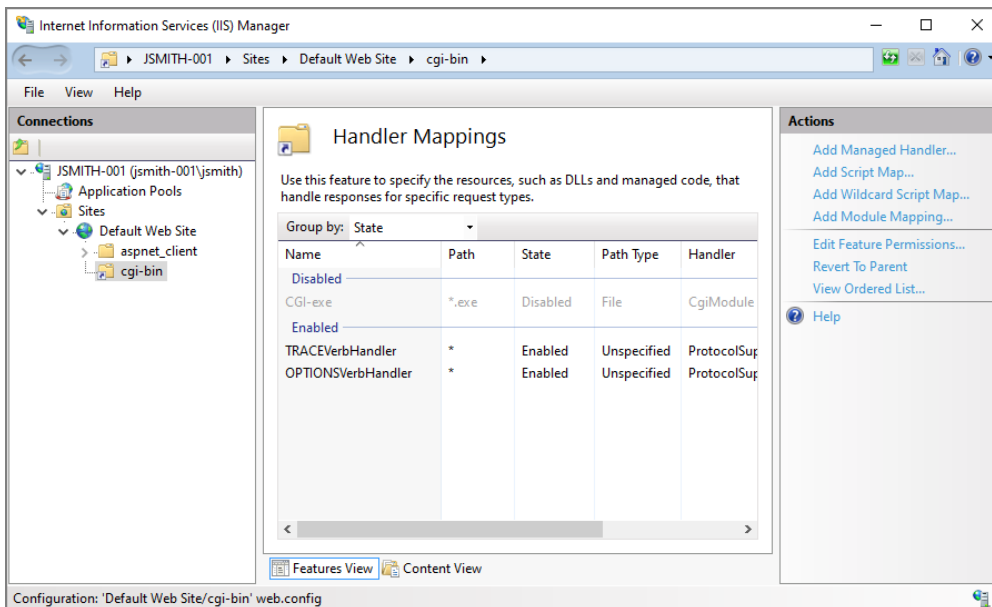 Internet Information Services (IIS) Manager
JSMITH-001 Sites Default Web Site cgi-bin
File View Help
Connections
JSMITH-001 (jsmith-001\jsmith)
Application Pools
Sites
Default Web Site
aspnet_client
cgi-bin
Handler Mappings
Use this feature to specify the resources, such as DLLs and managed code, that
handle responses for specific request types.
Group by: State
Name Path State Path Type Handler
Disabled
CGI-exe *.exe Disabled File CgiModule
Enabled
TRACEVerbHandler * Enabled Unspecified ProtocolSup
OPTIONSVerbHandler * Enabled Unspecified ProtocolSup
Features View Content View
Actions
Add Managed Handler...
Add Script Map...
Add Wildcard Script Map...
Add Module Mapping...
Edit Feature Permissions...
Revert To Parent
View Ordered List...
Help
Configuration: 'Default Web Site/cgi-bin' web.config